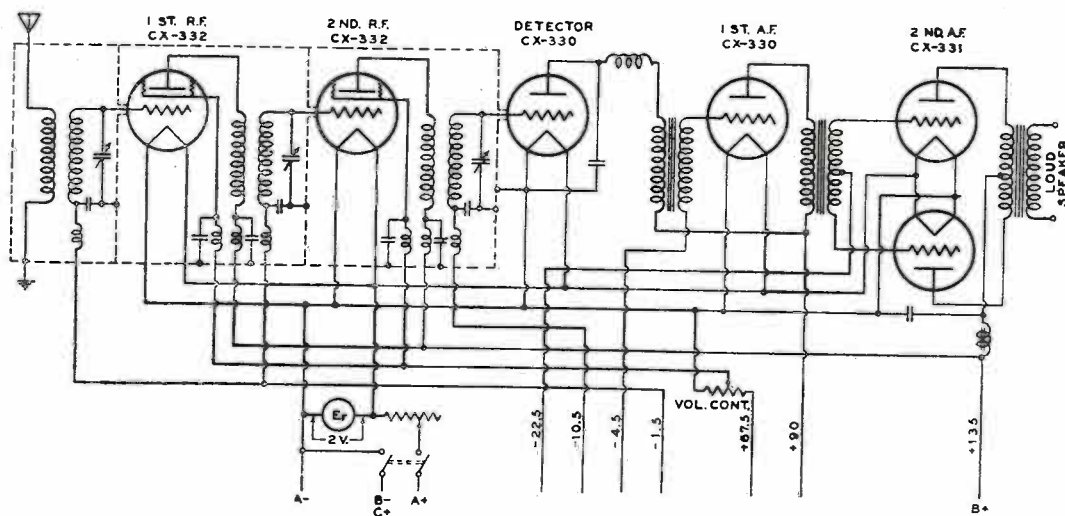 1 ST. R.F.
CX-332
2 ND. R.F.
CX-332
DETECTOR
CX-330
1 ST. A.F.
CX-330
2 ND. A.F.
CX-331
LOUD
SPEAKER
VOL. CONT.
Ef
2 V.
A-
B-
C+
A+
-22.5
-10.5
-4.5
-1.5
+67.5
+90
+135
B+